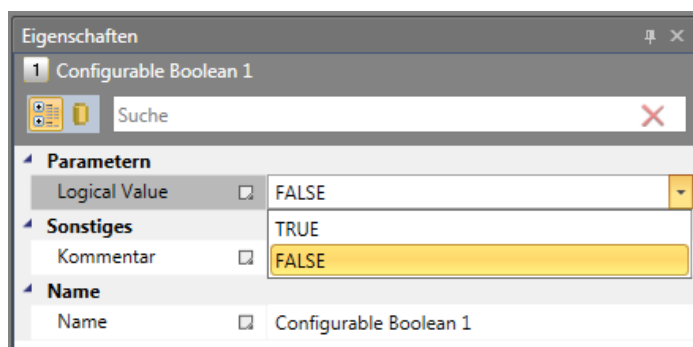 Eigenschaften
1 Configurable Boolean 1
Suche
Parametern
Logical Value FALSE
TRUE
Sonstiges
Kommentar FALSE
Name
Name Configurable Boolean 1